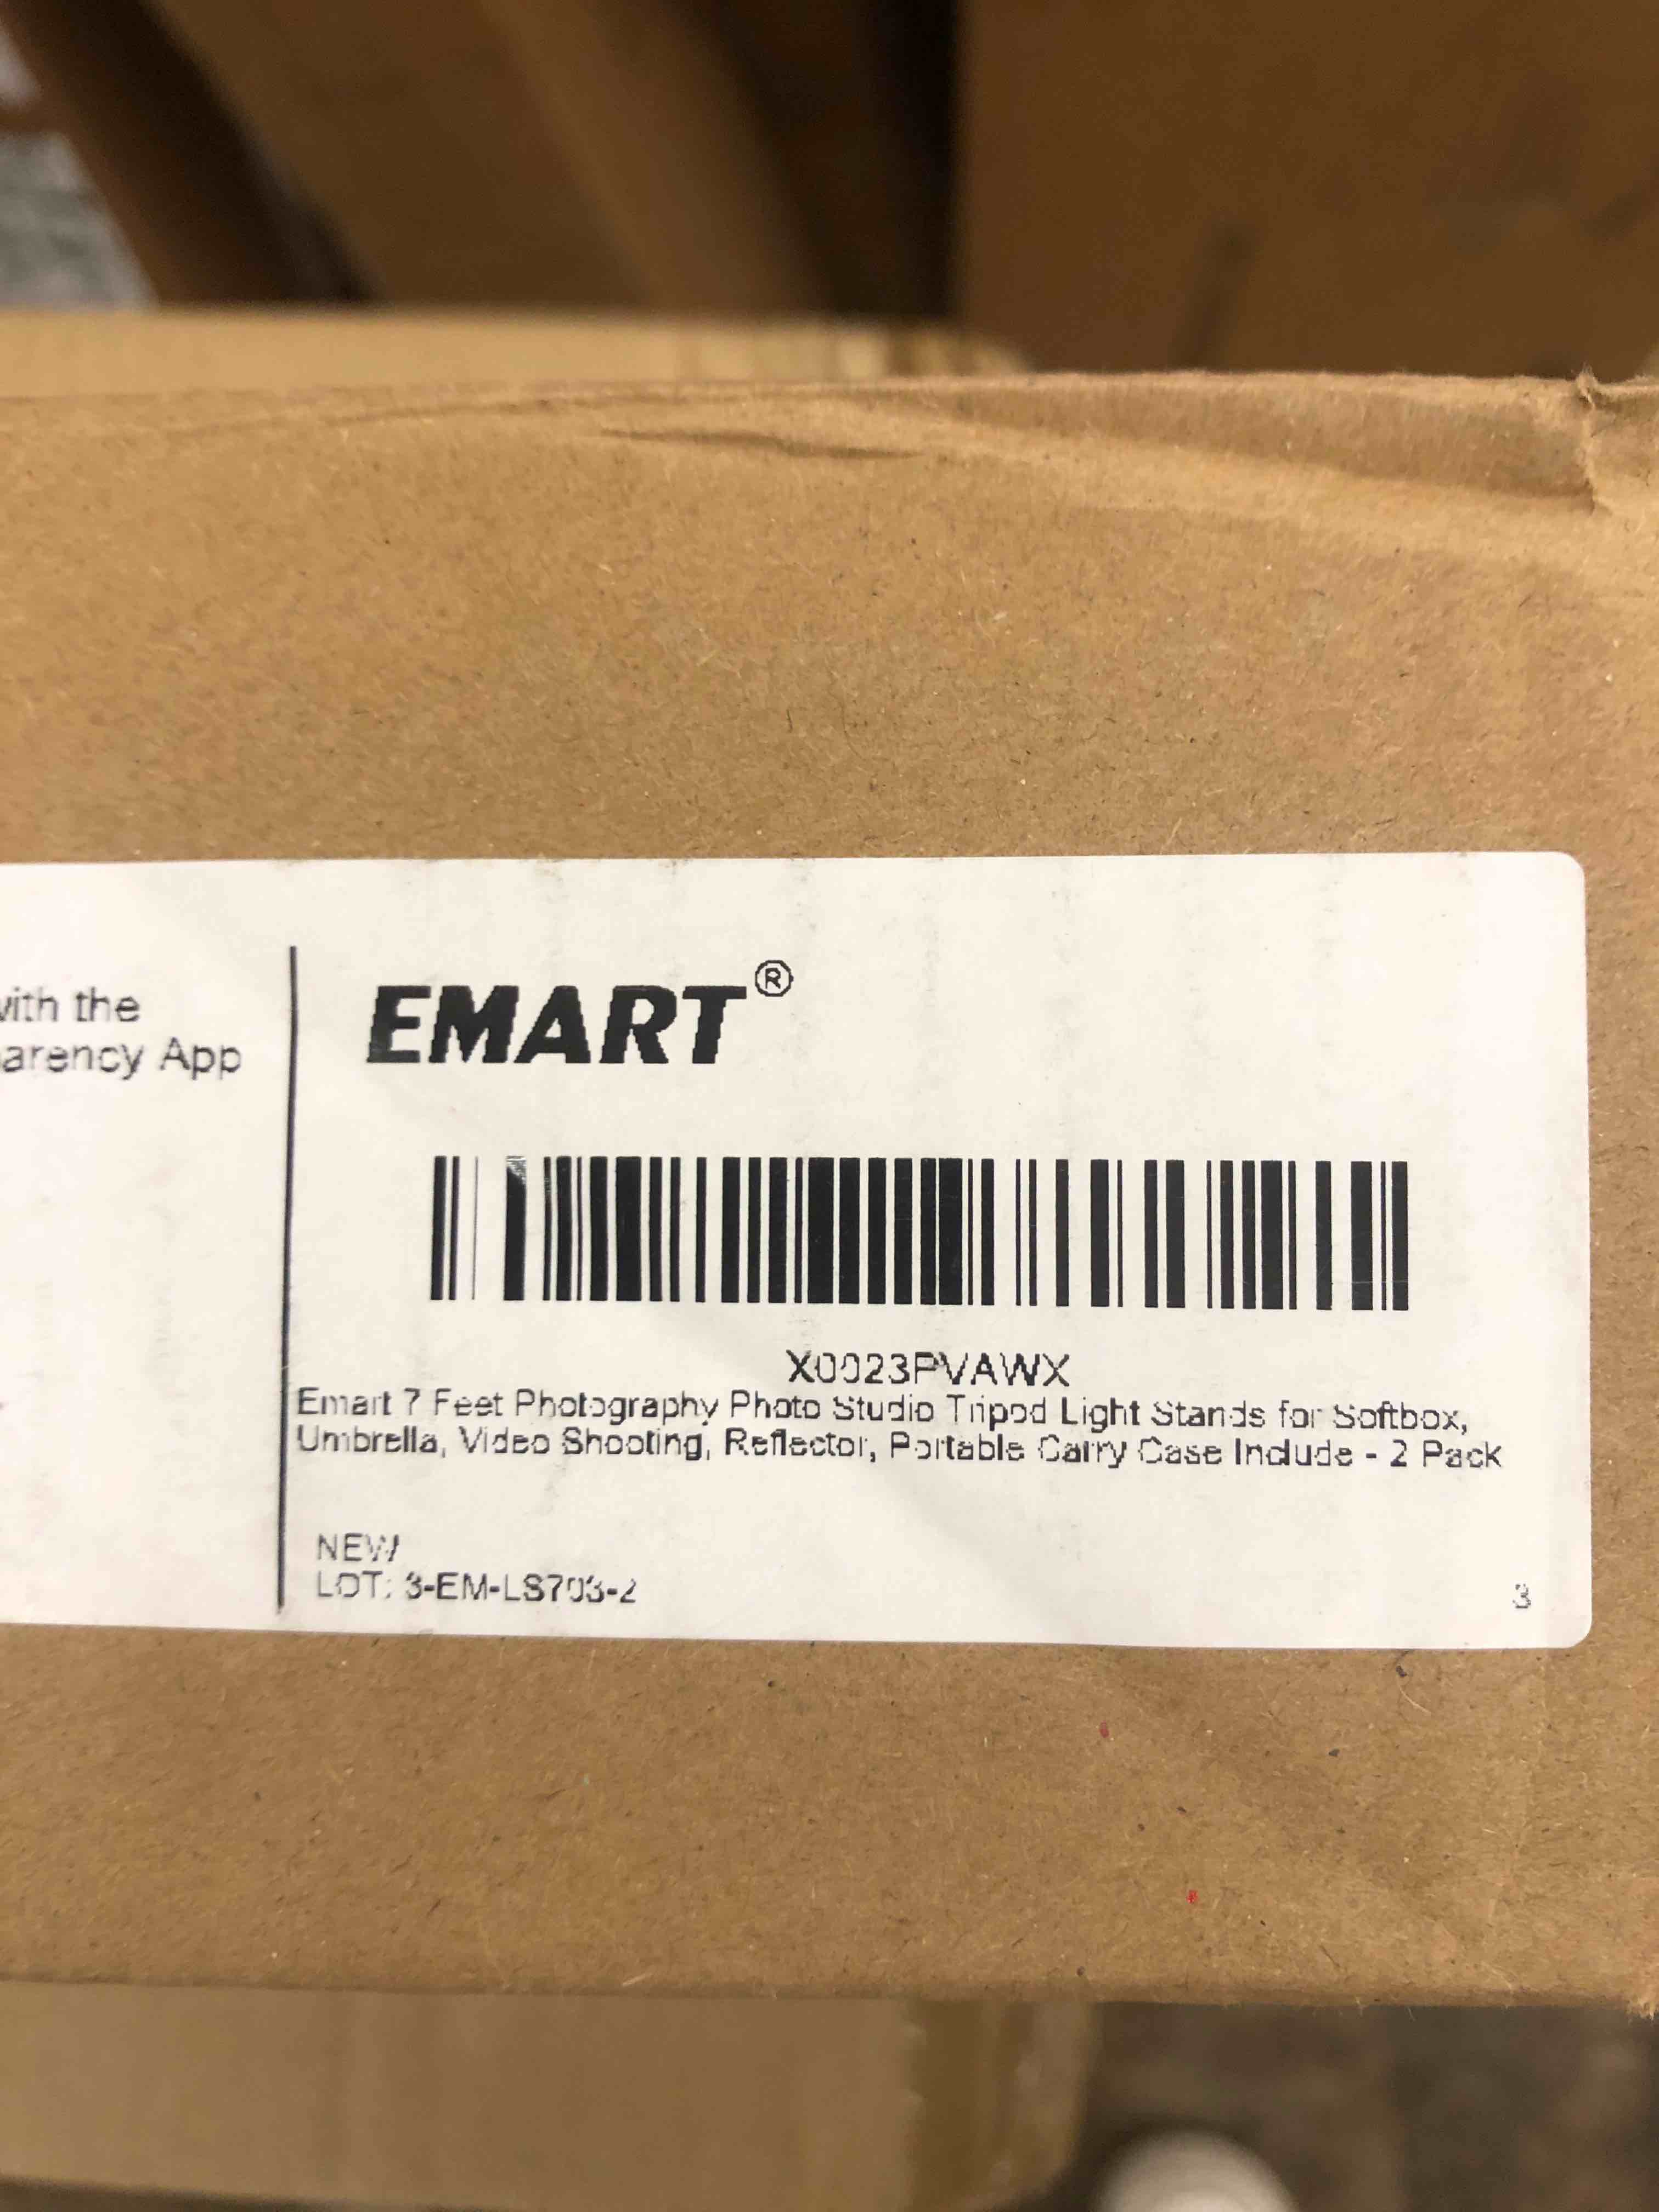 with the
arency App
EMART®
X0023PVAWX
Emart 7 Feet Photography Photo Studio Tripod Light Stands for Softbox,
Umbrella, Video Shooting, Reflector, Portable Carry Case Include - 2 Pack
NEW
LOT: 3-EM-LS703-2
3